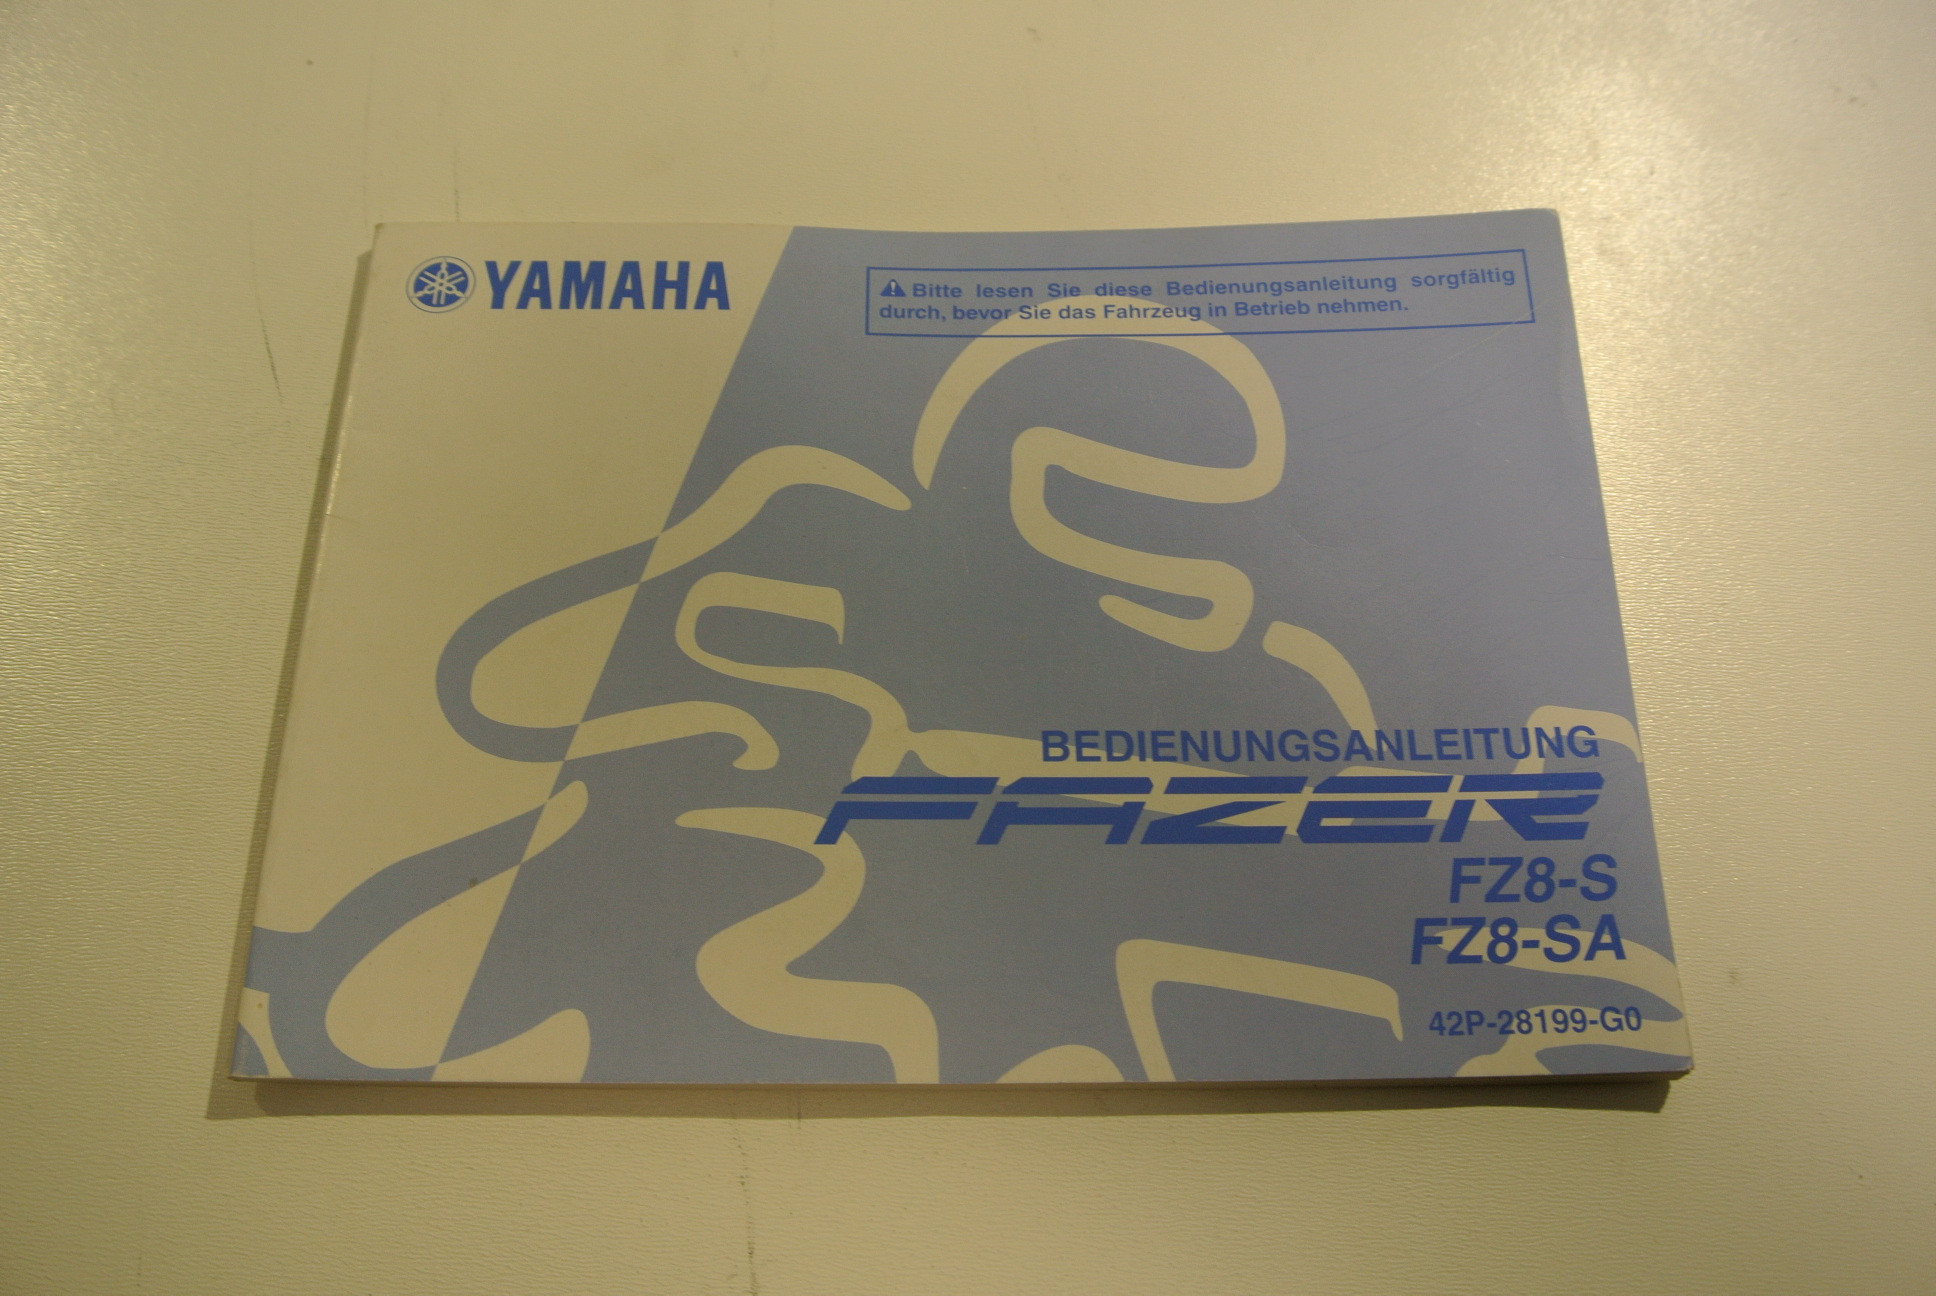 YAMAHA
⚠ Bitte lesen Sie diese Bedienungsanleitung sorgfältig
durch, bevor Sie das Fahrzeug in Betrieb nehmen.
BEDIENUNGSANLEITUNG
FAZER
FZ8-S
FZ8-SA
42P-28199-G0